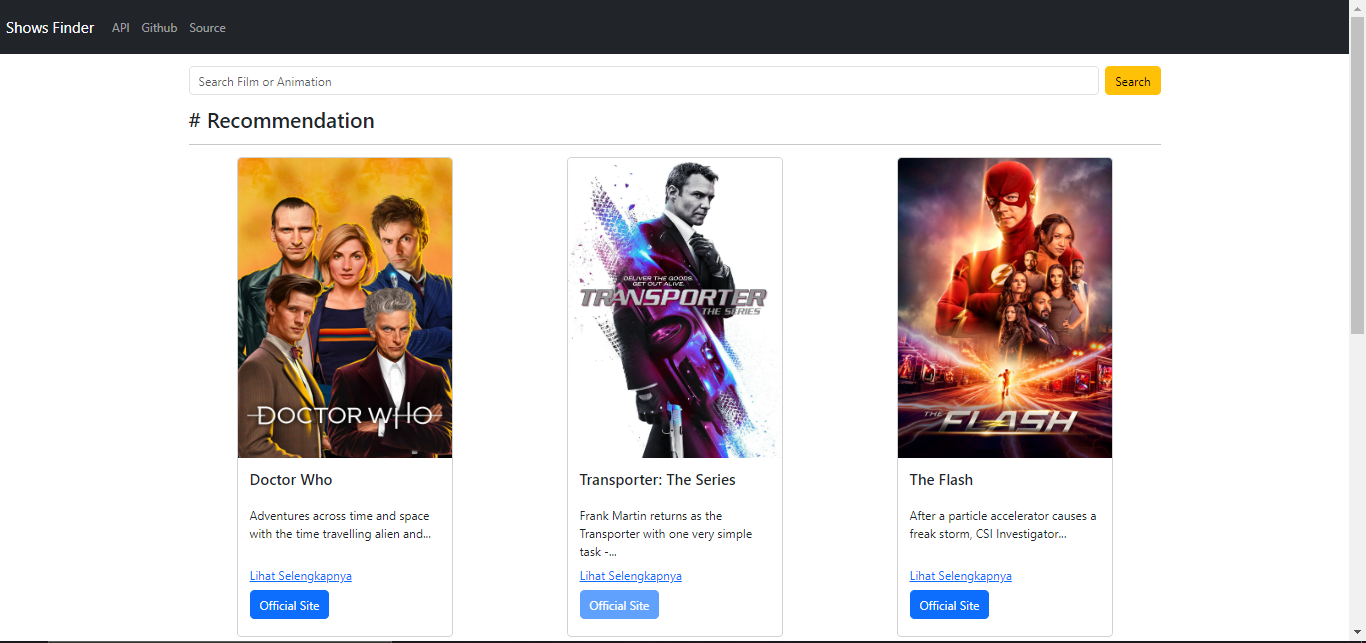 Shows Finder API Github Source
Search Film or Animation Search
# Recommendation
DOCTOR WHO
DELIVER THE GOODS.
GET OUT ALIVE.
TRANSPORTER
THE SERIES
THE FLASH
Doctor Who
Adventures across time and space
with the time travelling alien and...
Lihat Selengkapnya
Official Site
Transporter: The Series
Frank Martin returns as the
Transporter with one very simple
task -...
Lihat Selengkapnya
Official Site
The Flash
After a particle accelerator causes a
freak storm, CSI Investigator...
Lihat Selengkapnya
Official Site